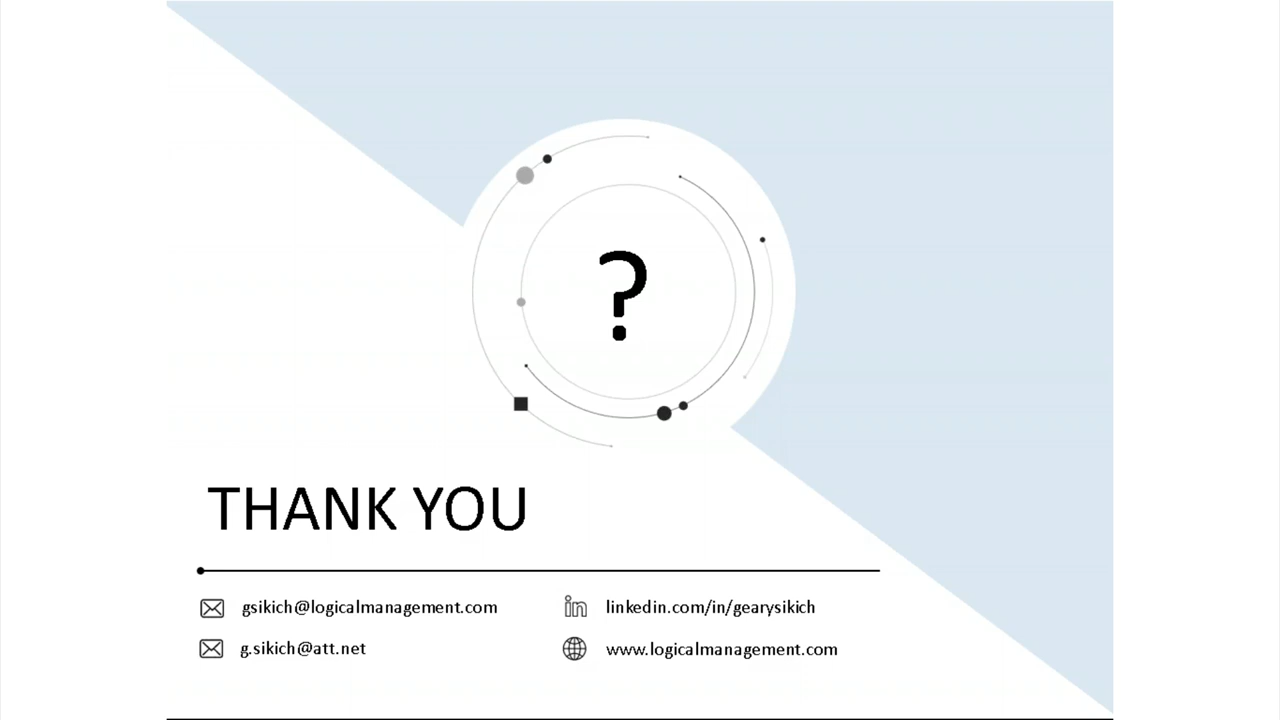 ?
THANK YOU
gsikich@logicalmanagement.com
linkedin.com/in/gearysikich
g.sikich@att.net
www.logicalmanagement.com